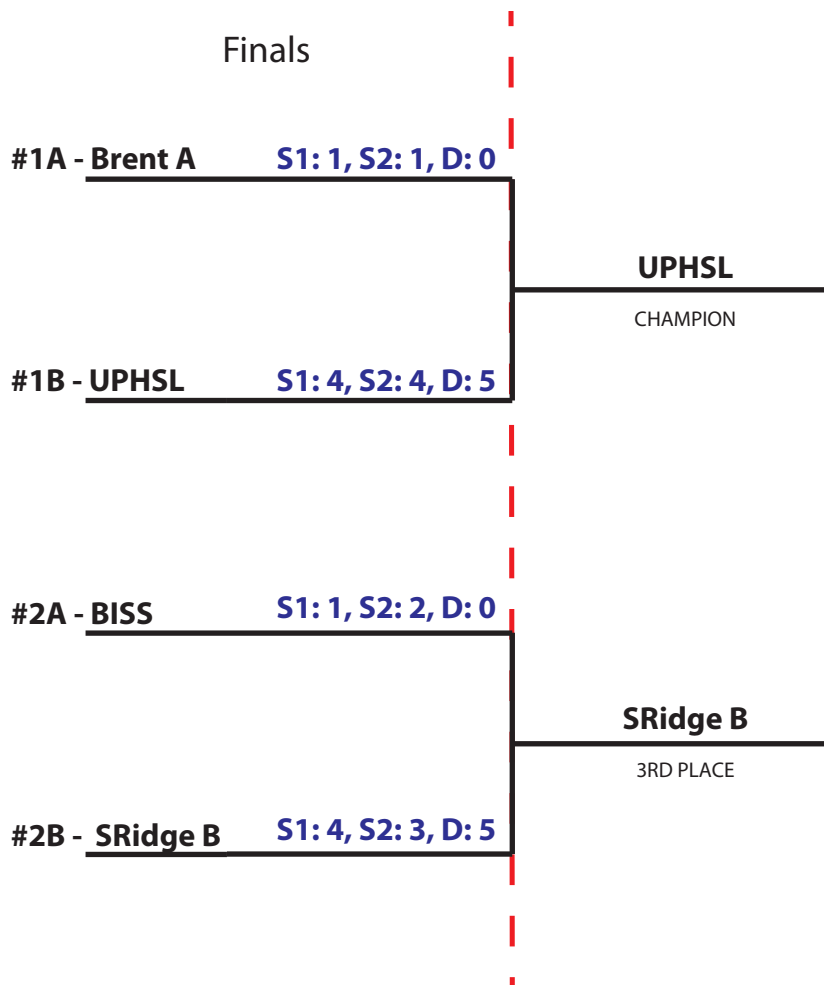 Finals
#1A - Brent A S1: 1, S2: 1, D: 0
UPHSL
CHAMPION
#1B - UPHSL S1: 4, S2: 4, D: 5
#2A - BISS S1: 1, S2: 2, D: 0
SRidge B
3RD PLACE
#2B - SRidge B S1: 4, S2: 3, D: 5